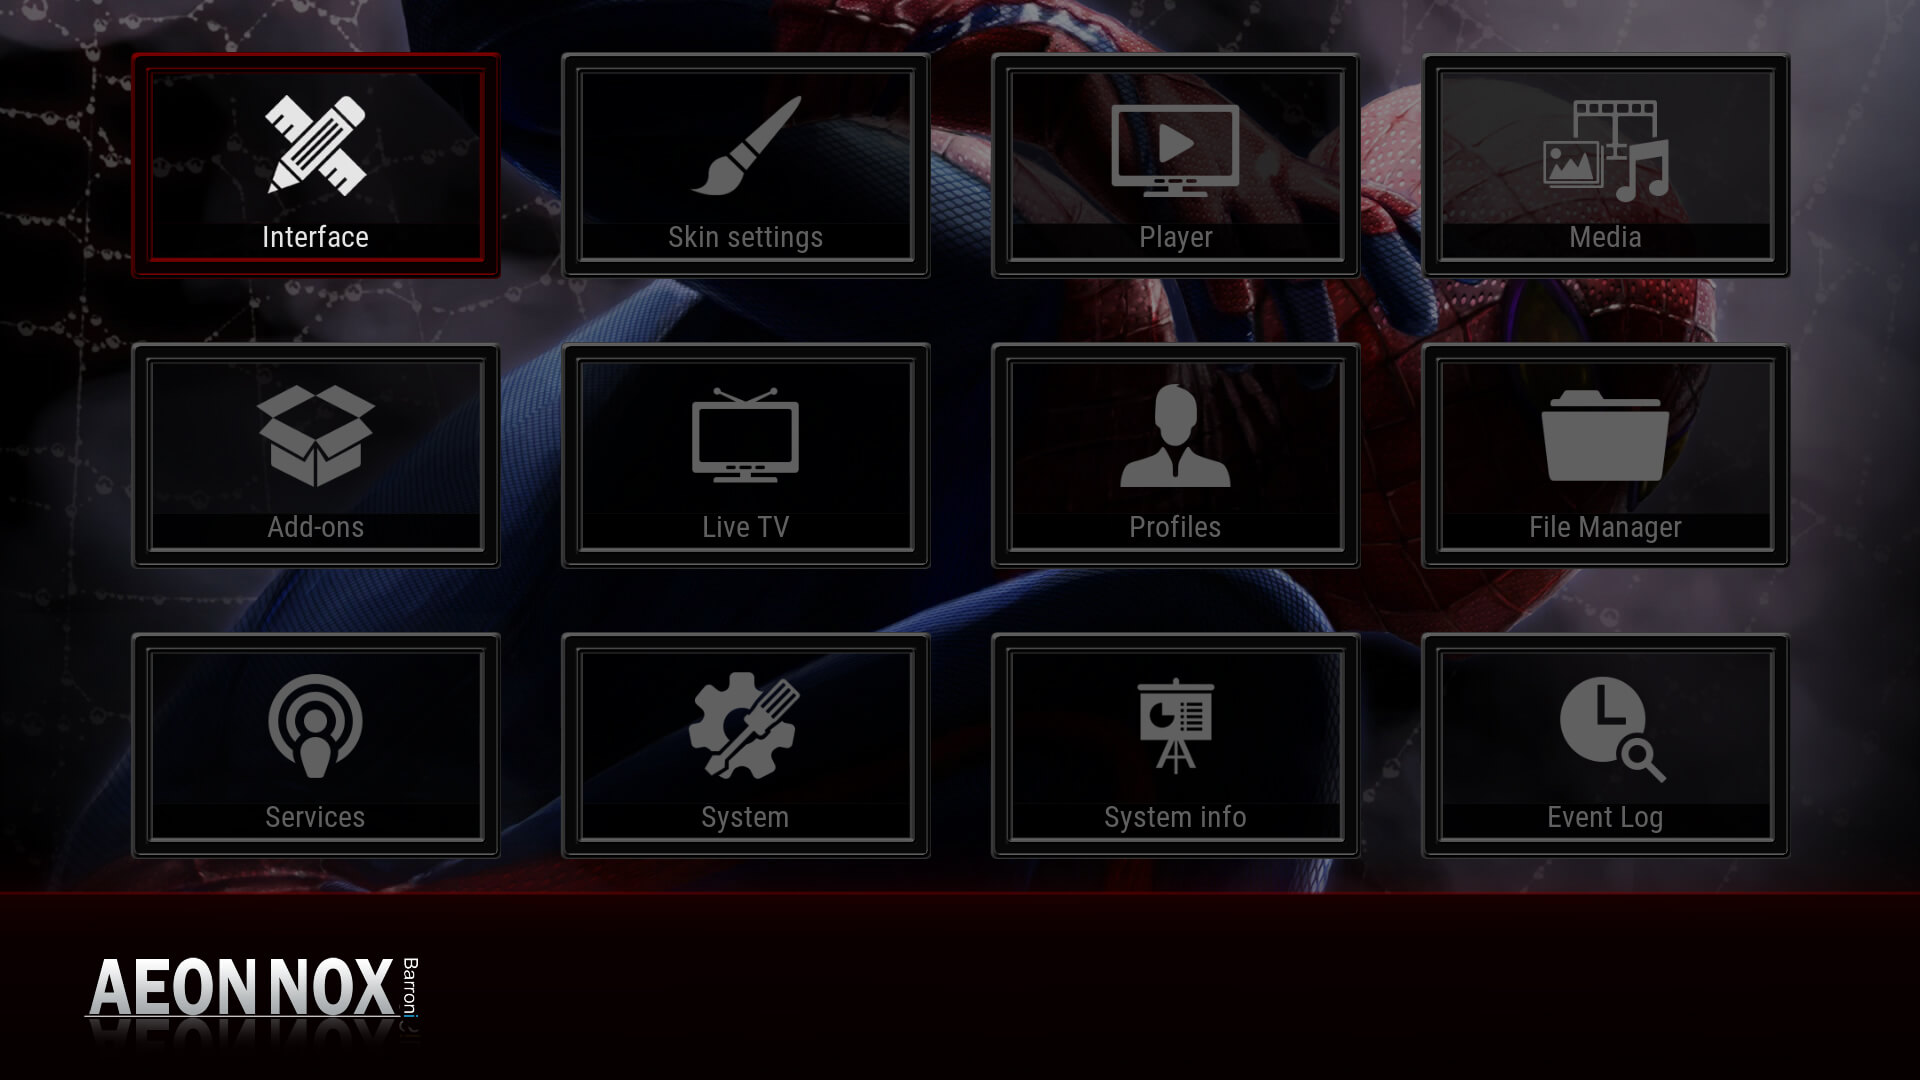 Interface
Skin settings
Player
Media
Add-ons
Live TV
Profiles
File Manager
Services
System
System info
Event Log
AEON NOX
Barroni